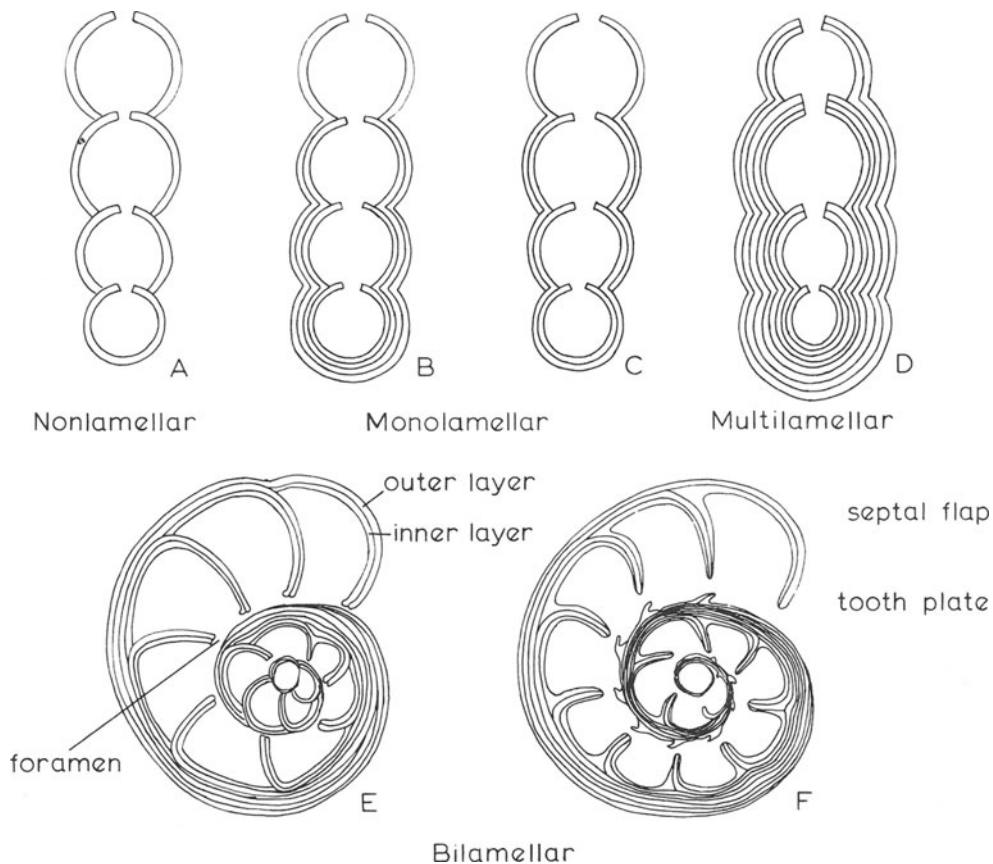 A
B
C
D
Nonlamellar
Monolamellar
Multilamellar
outer layer
inner layer
septal flap
tooth plate
foramen
E
F
Bilamellar